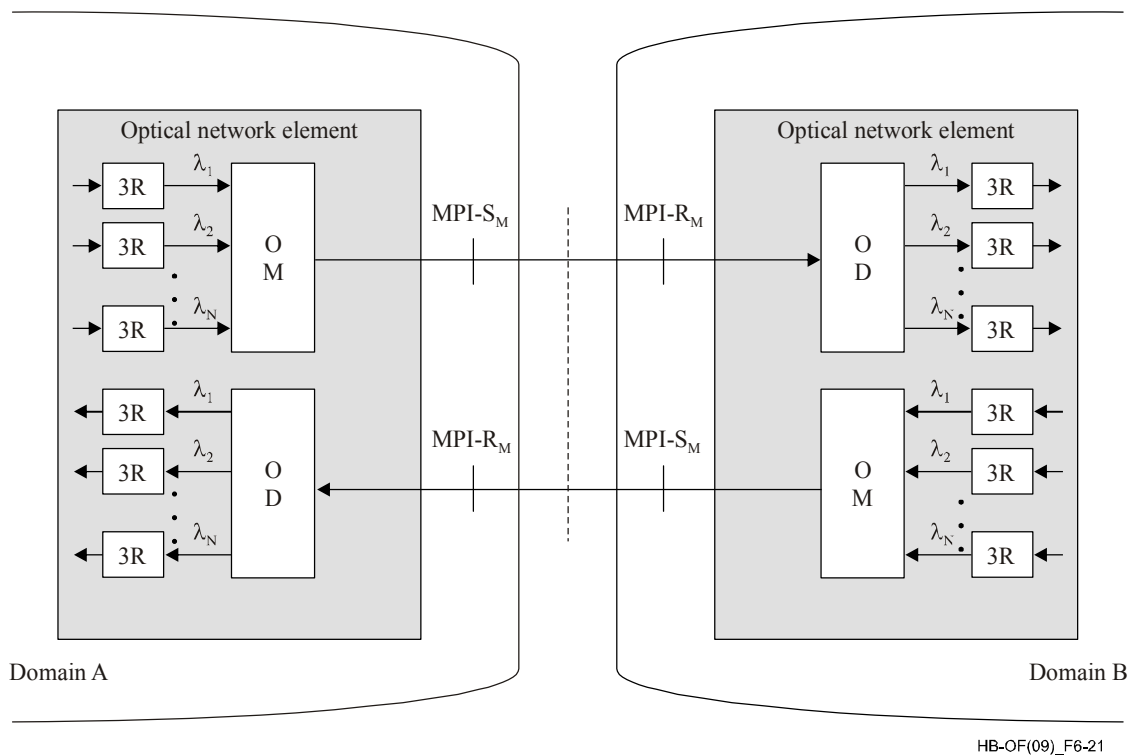 Optical network element
Optical network element
3R λ1
3R λ2
3R λN
O
M
MPI-SM
MPI-RM
O
D
λ1 3R
λ2 3R
λN 3R
3R λ1
3R λ2
3R λN
O
D
MPI-RM
MPI-SM
O
M
λ1 3R
λ2 3R
λN 3R
Domain A
Domain B
HB-OF(09)_F6-21